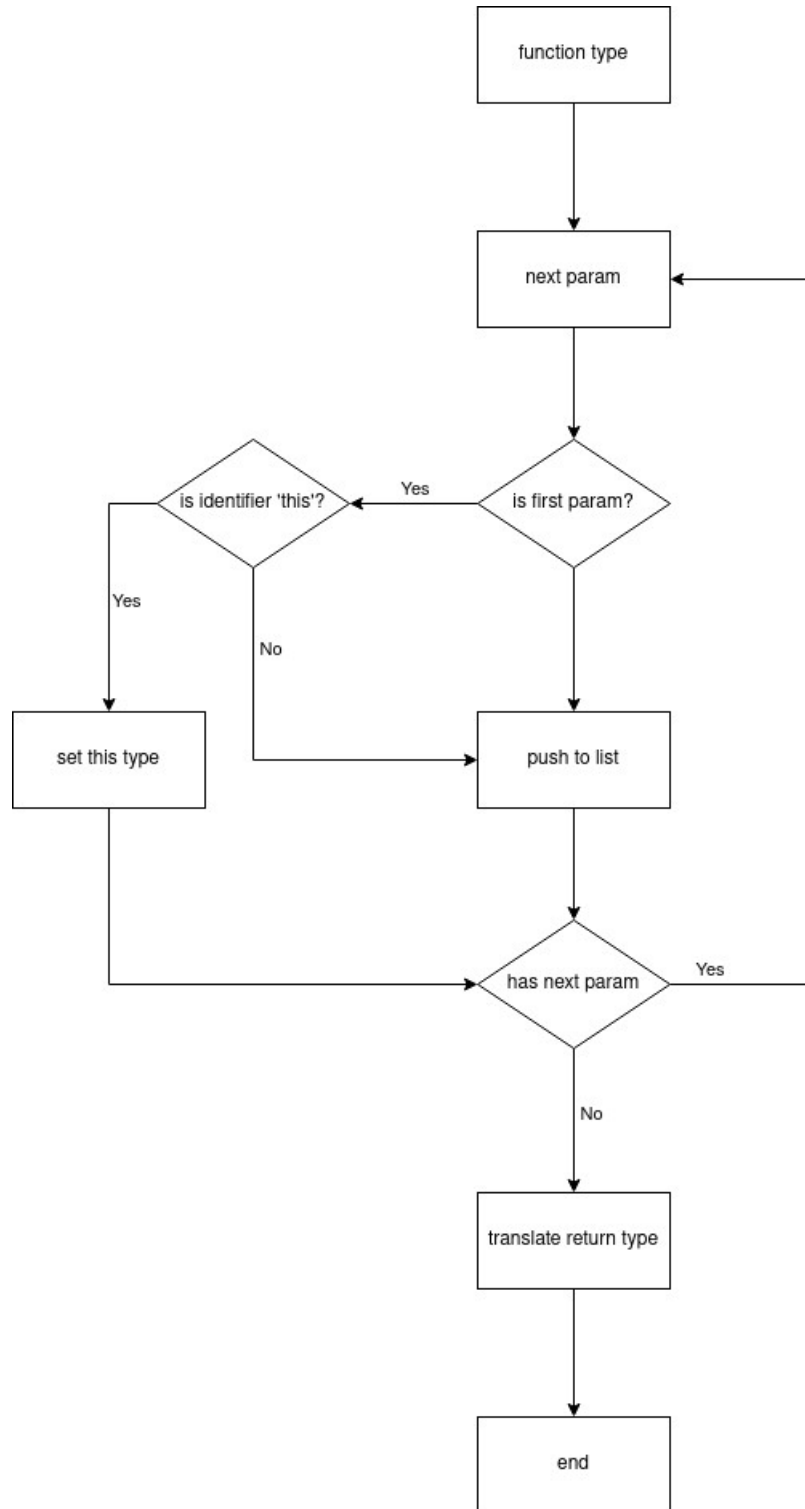 function type
next param
is identifier 'this'?
Yes
is first param?
Yes
No
set this type
push to list
has next param
Yes
No
translate return type
end